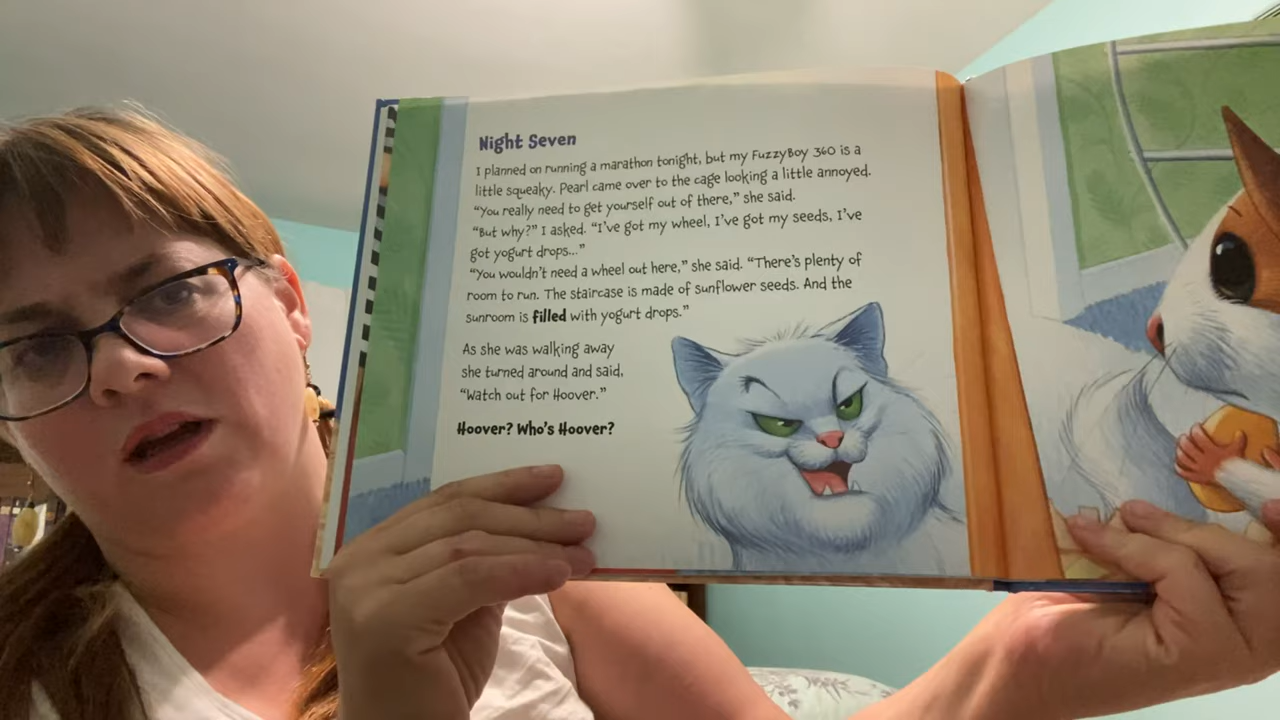 Night Seven
I planned on running a marathon tonight, but my FuzzyBoy 360 is a
little squeaky. Pearl came over to the cage looking a little annoyed.
“You really need to get yourself out of there,” she said.
“But why?” I asked. “I’ve got my wheel, I’ve got my seeds, I’ve
got yogurt drops...”
“You wouldn’t need a wheel out here,” she said. “There’s plenty of
room to run. The staircase is made of sunflower seeds. And the
sunroom is filled with yogurt drops.”
As she was walking away
she turned around and said,
“Watch out for Hoover.”
Hoover? Who’s Hoover?